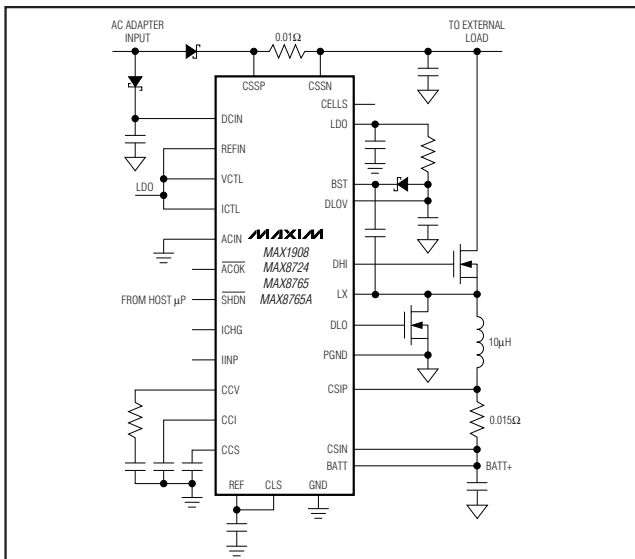 AC ADAPTER
INPUT
0.01Ω
TO EXTERNAL
LOAD
CSSP
CSSN
CELLS
DCIN
LDO
REFIN
VCTL
LDO
ICTL
BST
DLOV
ACIN
MAXIM
MAX1908
MAX8724
MAX8765
MAX8765A
ACOK
DHI
FROM HOST µP
SHDN
LX
ICHG
DLO
IINP
PGND
10µH
CCV
CSIP
CCI
0.015Ω
CCS
CSIN
BATT
BATT+
REF
CLS
GND